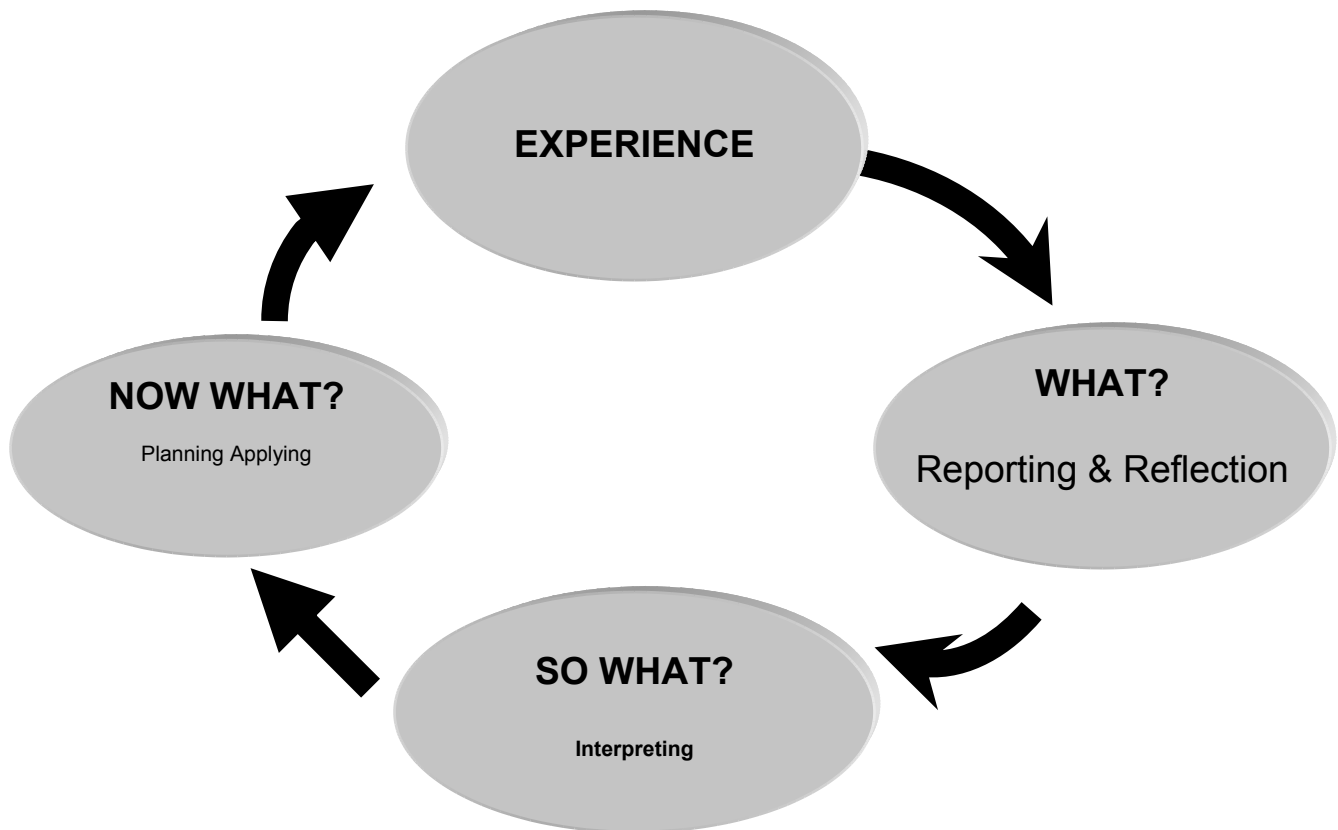 EXPERIENCE
WHAT?
Reporting & Reflection
SO WHAT?
Interpreting
NOW WHAT?
Planning Applying